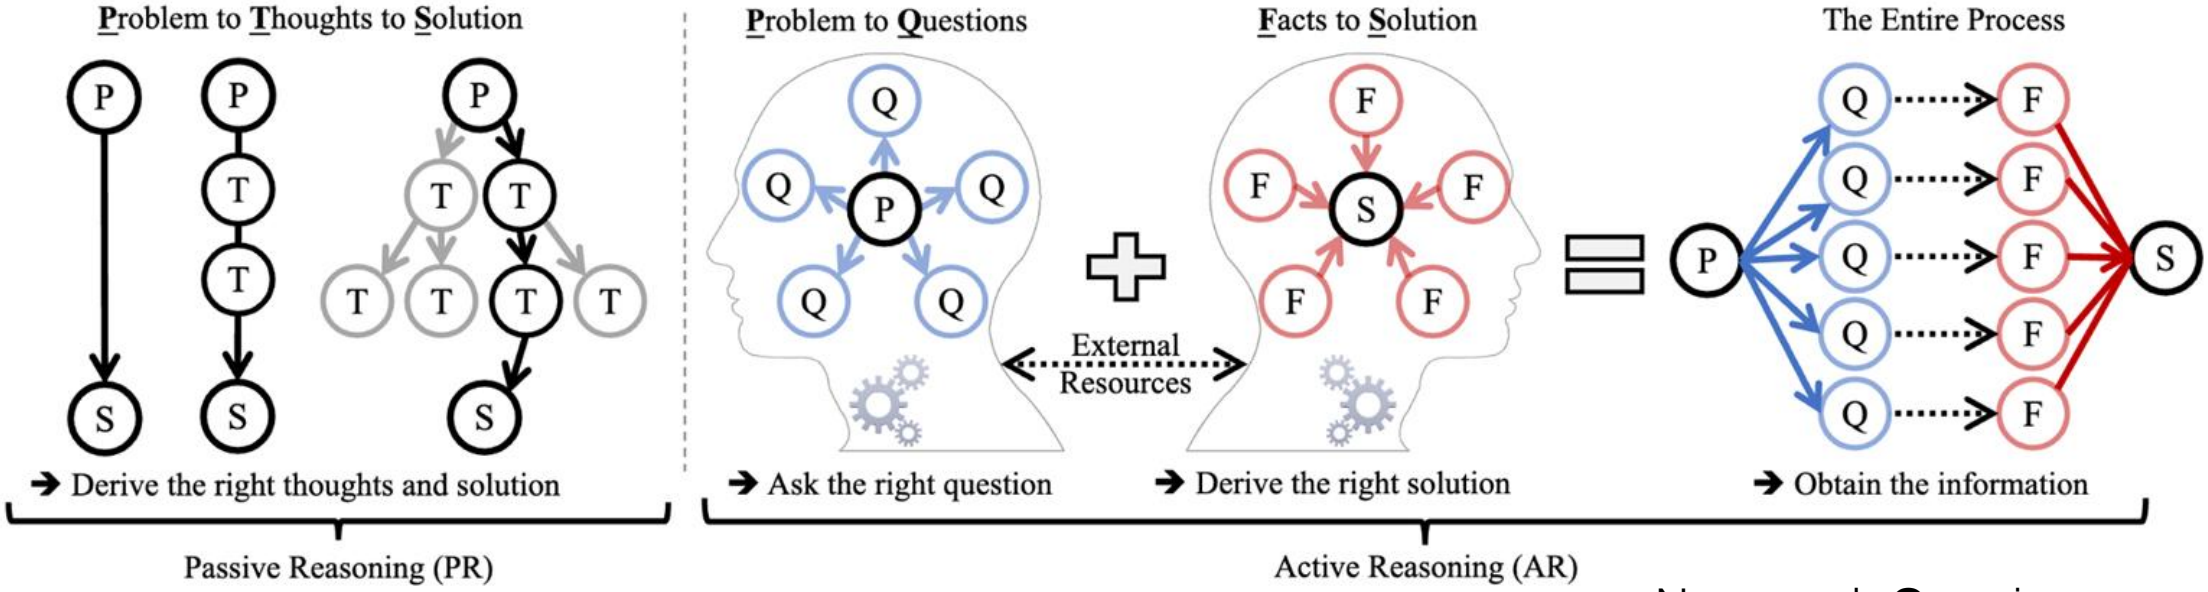 Problem to Thoughts to Solution
P
P
P
T
T
T
T
T
T
T
T
S
S
S
➔ Derive the right thoughts and solution
Passive Reasoning (PR)
Problem to Questions
Q
Q
Q
P
Q
Q
➔ Ask the right question
External
Resources
Facts to Solution
F
F
F
S
F
F
➔ Derive the right solution
The Entire Process
Q
F
Q
F
P
Q
F
S
Q
F
Q
F
➔ Obtain the information
Active Reasoning (AR)